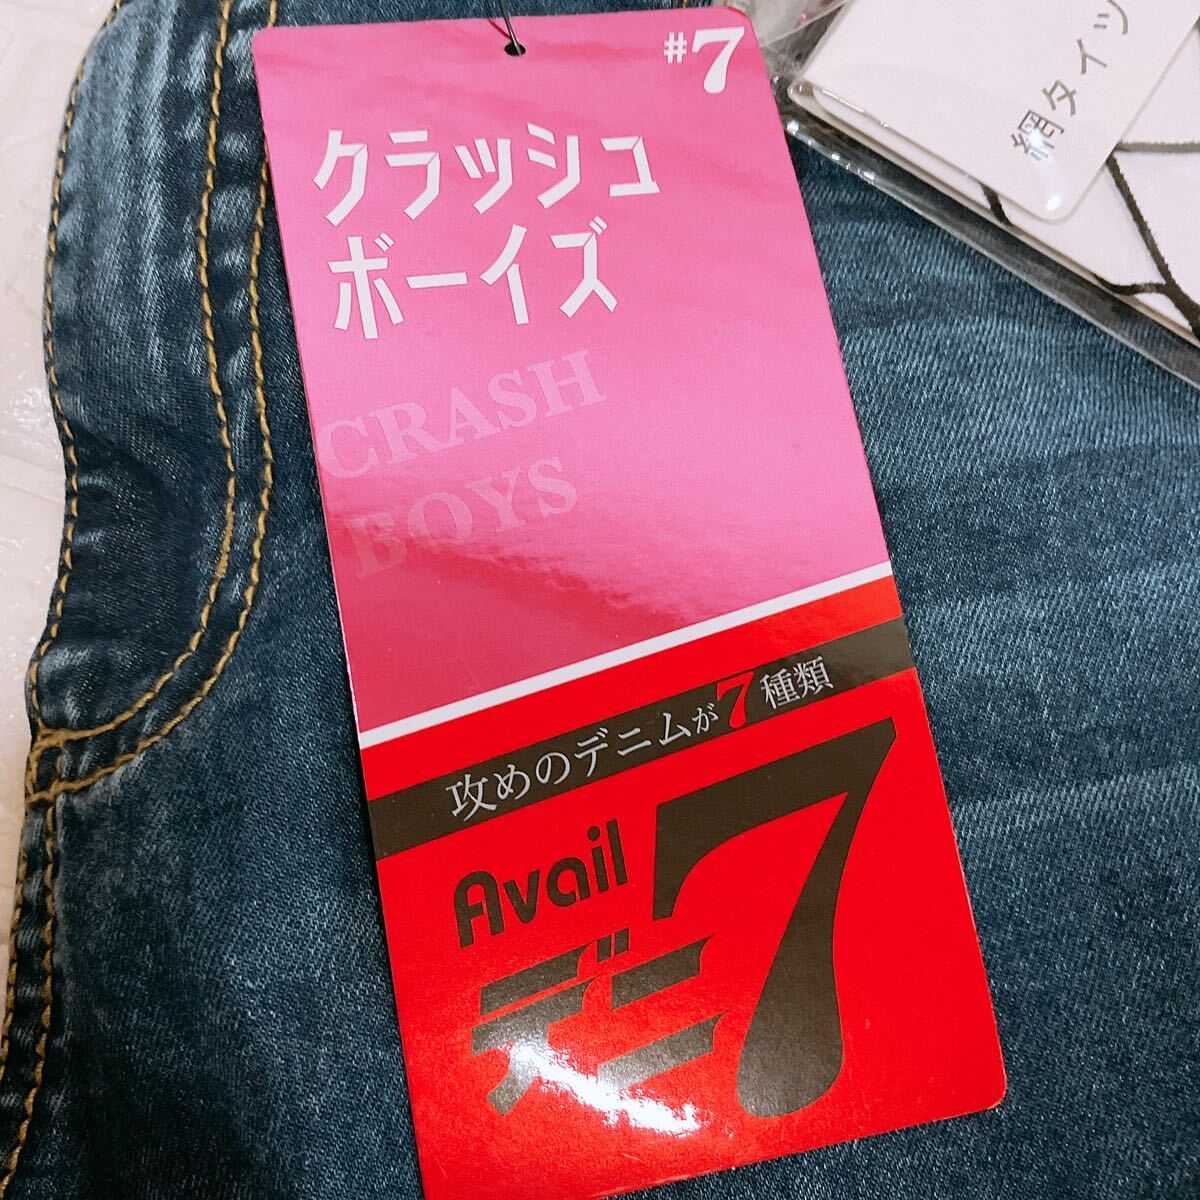 #7
クラッシュ
ボーイズ
CRASH
BOYS
攻めのデニムが7種類
Avail
デニ7
網タイツ